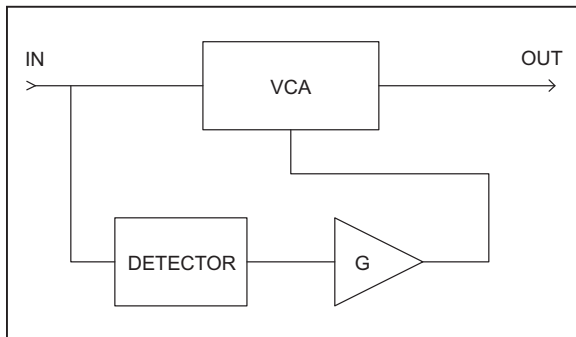 IN
OUT
VCA
DETECTOR
G